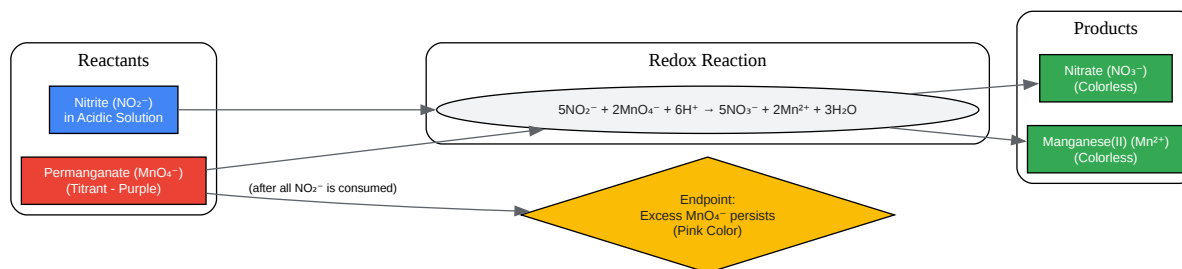 Reactants
Nitrite (NO₂⁻)
in Acidic Solution
Permanganate (MnO₄⁻)
(Titrant - Purple)
(after all NO₂⁻ is consumed)
Redox Reaction
5NO₂⁻ + 2MnO₄⁻ + 6H⁺ → 5NO₃⁻ + 2Mn²⁺ + 3H₂O
Endpoint:
Excess MnO₄⁻ persists
(Pink Color)
Products
Nitrate (NO₃⁻)
(Colorless)
Manganese(II) (Mn²⁺)
(Colorless)